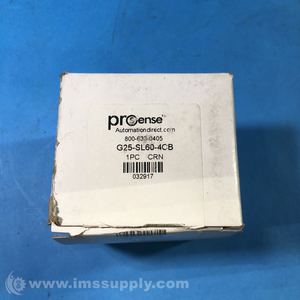 prosense
Automationdirect.com
800-633-0405
G25-SL60-4CB
1PC CRN
032917
© www.imssupply.com